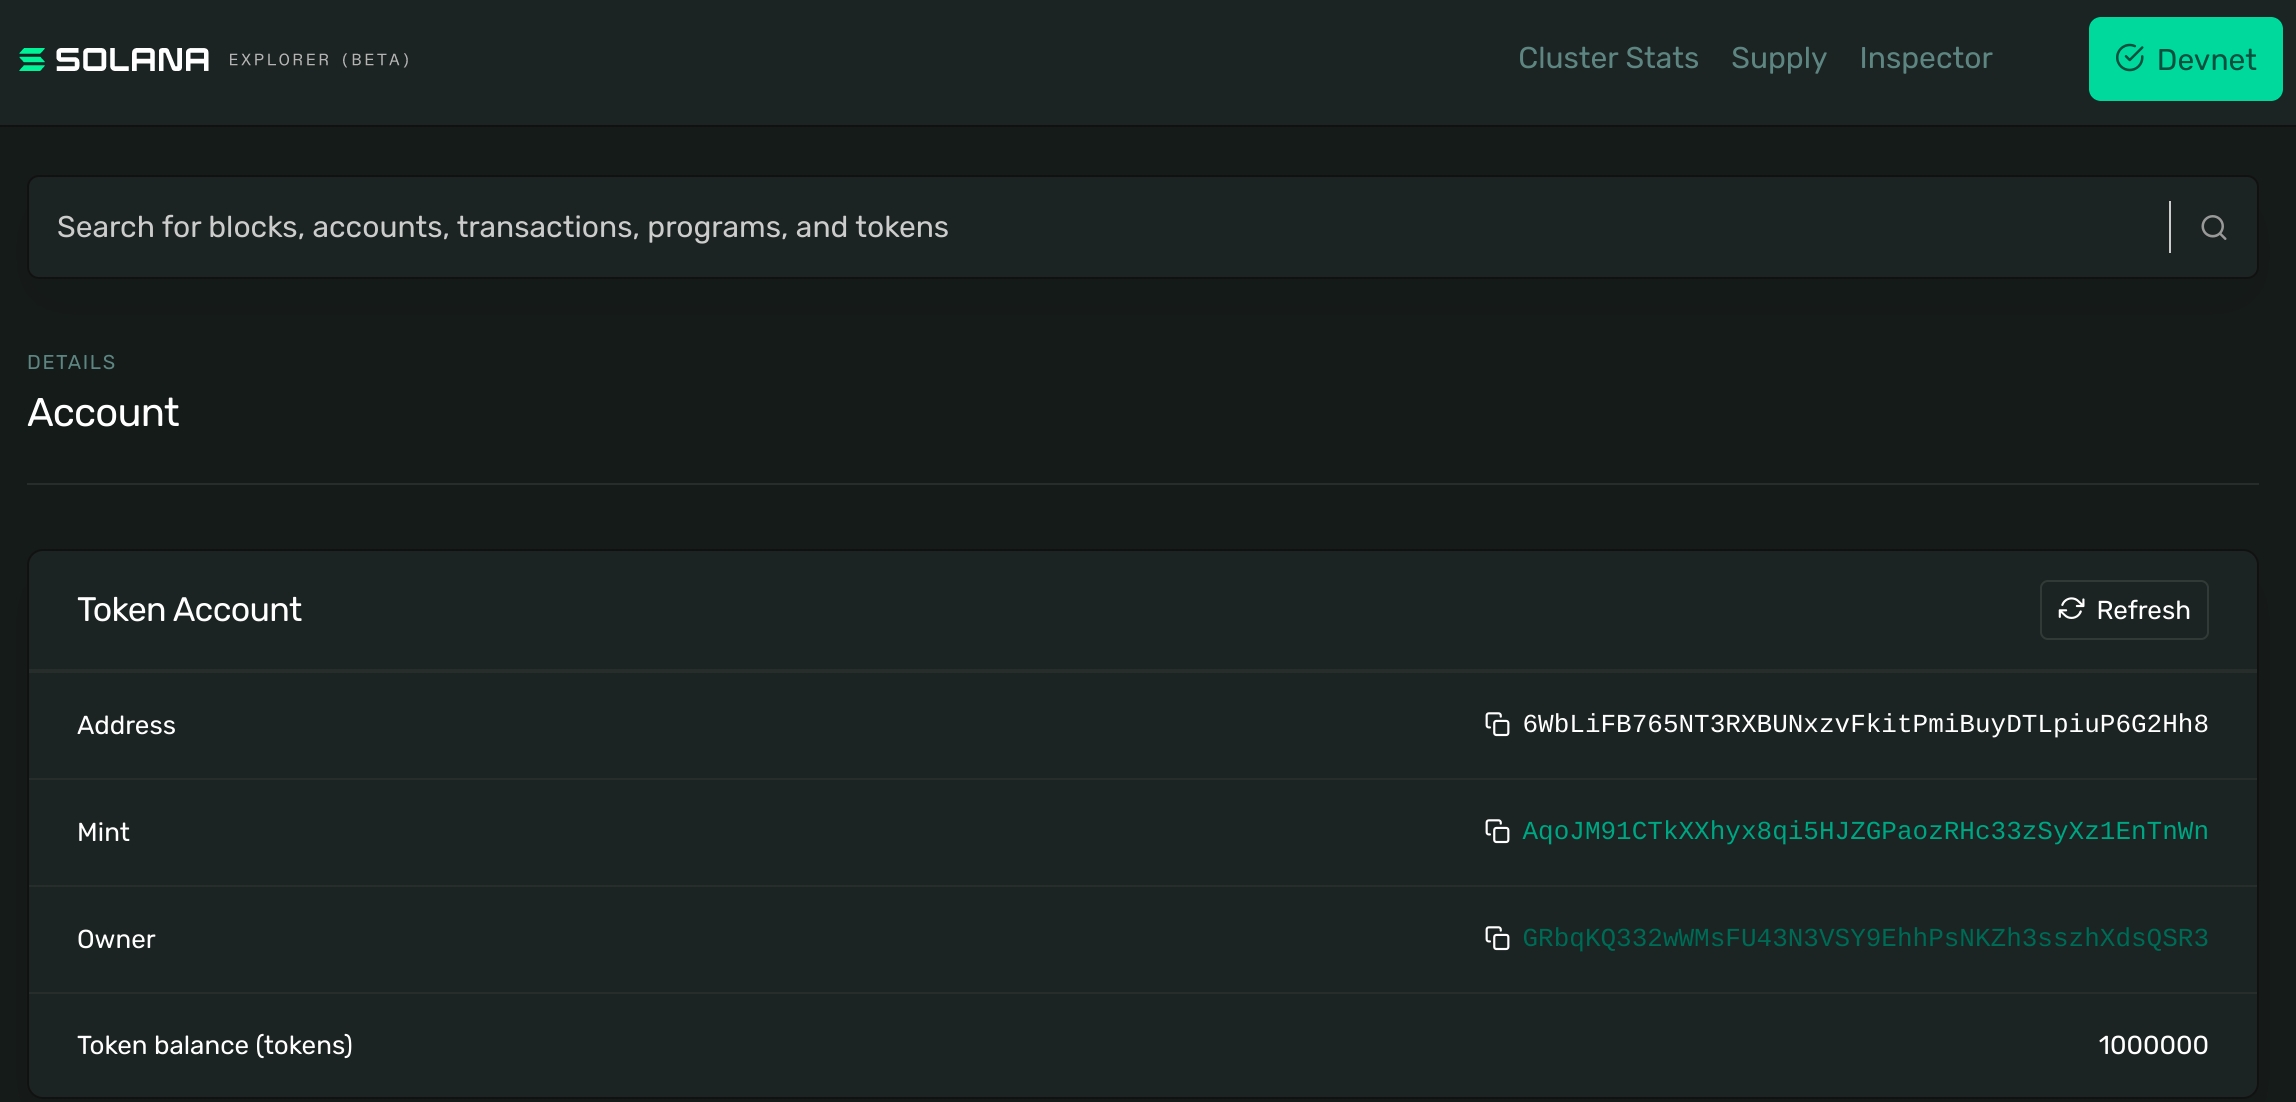 SOLANA EXPLORER (BETA)
Cluster Stats Supply Inspector Devnet
Search for blocks, accounts, transactions, programs, and tokens
DETAILS
Account
Token Account Refresh
Address 6WbLiFB765NT3RXBUNxzvFkitPmiBuyDTLpiuP6G2Hh8
Mint AqoJM91CTkXXhyx8qi5HJZGPaozRHc33zSyXz1EnTnWn
Owner GRbqKQ332wWMsFU43N3VSY9EhhPsNKZh3sszhXdsQSR3
Token balance (tokens) 1000000